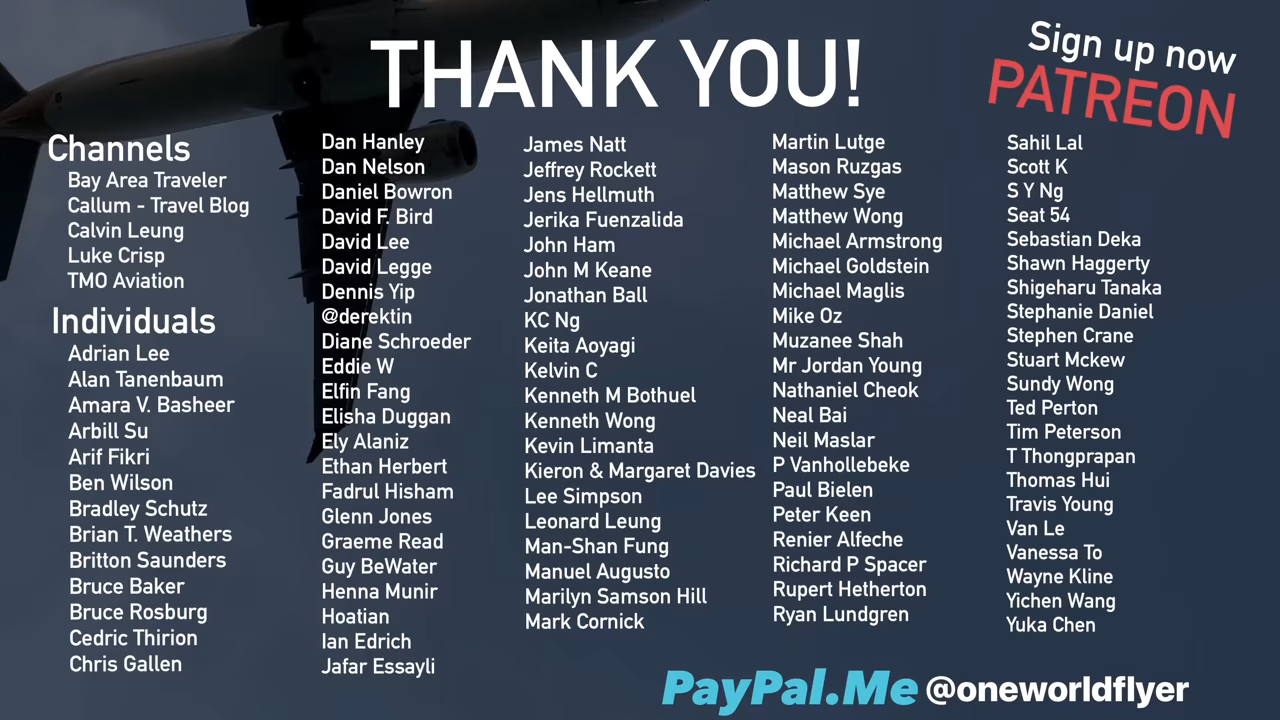 THANK YOU!
Sign up now
PATREON
Channels
Bay Area Traveler
Callum - Travel Blog
Calvin Leung
Luke Crisp
TMO Aviation
Individuals
Adrian Lee
Alan Tanenbaum
Amara V. Basheer
Arbill Su
Arif Fikri
Ben Wilson
Bradley Schutz
Brian T. Weathers
Britton Saunders
Bruce Baker
Bruce Rosburg
Cedric Thirion
Chris Gallen
Dan Hanley
Dan Nelson
Daniel Bowron
David F. Bird
David Lee
David Legge
Dennis Yip
@derektin
Diane Schroeder
Eddie W
Elfin Fang
Elisha Duggan
Ely Alaniz
Ethan Herbert
Fadrul Hisham
Glenn Jones
Graeme Read
Guy BeWater
Henna Munir
Hoatian
Ian Edrich
Jafar Essayli
James Natt
Jeffrey Rockett
Jens Hellmuth
Jerika Fuenzalida
John Ham
John M Keane
Jonathan Ball
KC Ng
Keita Aoyagi
Kelvin C
Kenneth M Bothuel
Kenneth Wong
Kevin Limanta
Kieron & Margaret Davies
Lee Simpson
Leonard Leung
Man-Shan Fung
Manuel Augusto
Marilyn Samson Hill
Mark Cornick
Martin Lutge
Mason Ruzgas
Matthew Sye
Matthew Wong
Michael Armstrong
Michael Goldstein
Michael Maglis
Mike Oz
Muzanee Shah
Mr Jordan Young
Nathaniel Cheok
Neal Bai
Neil Maslar
P Vanhollebeke
Paul Bielen
Peter Keen
Renier Alfeche
Richard P Spacer
Rupert Hetherton
Ryan Lundgren
Sahil Lal
Scott K
S Y Ng
Seat 54
Sebastian Deka
Shawn Haggerty
Shigeharu Tanaka
Stephanie Daniel
Stephen Crane
Stuart Mckew
Sundy Wong
Ted Perton
Tim Peterson
T Thongprapan
Thomas Hui
Travis Young
Van Le
Vanessa To
Wayne Kline
Yichen Wang
Yuka Chen
PayPal.Me @oneworldflyer